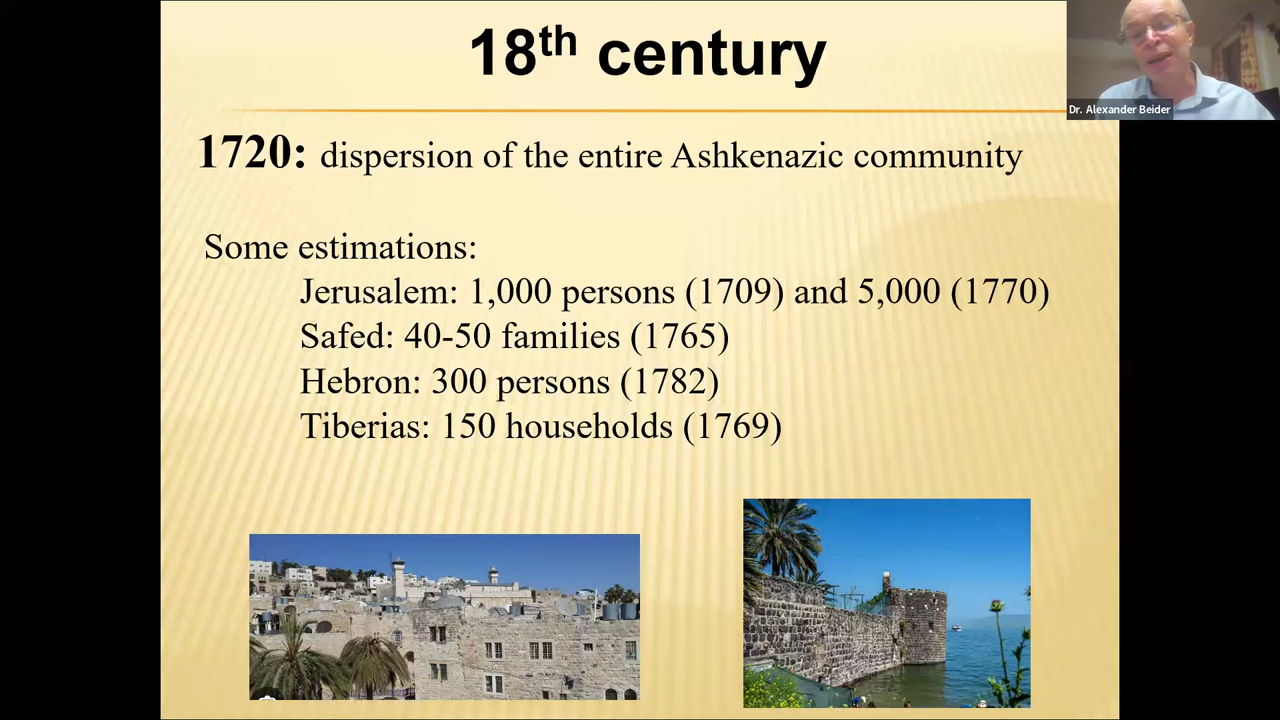 18th century
Dr. Alexander Beider
1720: dispersion of the entire Ashkenazic community
Some estimations:
Jerusalem: 1,000 persons (1709) and 5,000 (1770)
Safed: 40-50 families (1765)
Hebron: 300 persons (1782)
Tiberias: 150 households (1769)